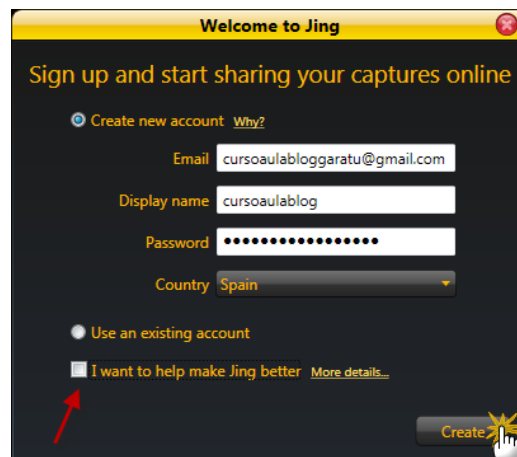 Welcome to Jing
Sign up and start sharing your captures online
Create new account Why?
Email cursoaulabloggaratu@gmail.com
Display name cursoaulablog
Password •••••••••••••••••
Country Spain
Use an existing account
I want to help make Jing better More details...
Create